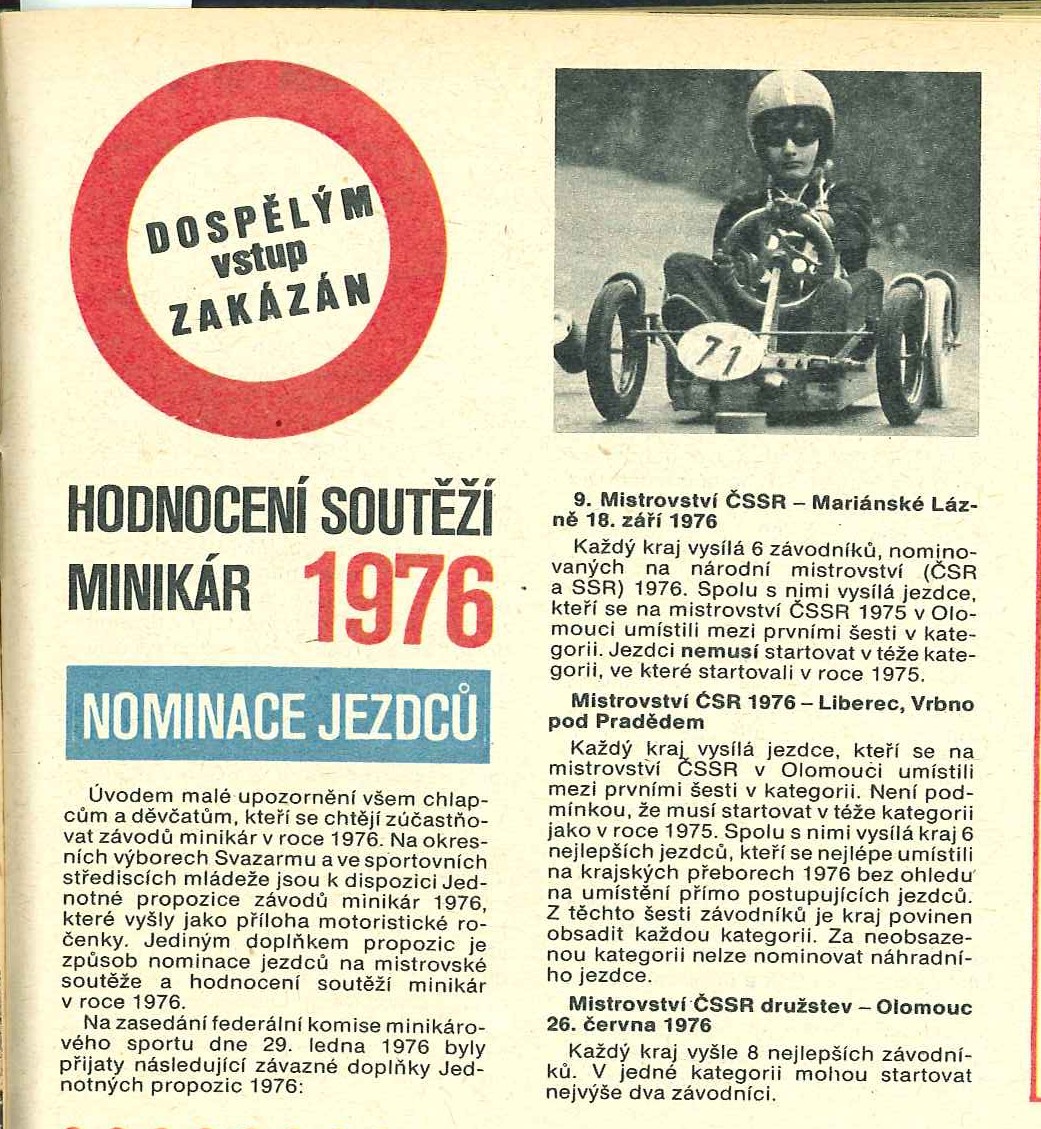 DOSPĚLÝM
vstup
ZAKÁZÁN
71
HODNOCENÍ SOUTĚŽÍ
MINIKÁR 1976
NOMINACE JEZDCŮ
Úvodem malé upozornění všem chlap-
cům a děvčatům, kteří se chtějí zúčastňo-
vat závodů minikár v roce 1976. Na okres-
ních výborech Svazarmu a ve sportovních
střediscích mládeže jsou k dispozici Jed-
notné propozice závodů minikár 1976,
které vyšly jako příloha motoristické ro-
čenky. Jediným doplňkem propozic je
způsob nominace jezdců na mistrovské
soutěže a hodnocení soutěží minikár
v roce 1976.
Na zasedání federální komise minikáro-
vého sportu dne 29. ledna 1976 byly
přijaty následující závazné doplňky Jed-
notných propozic 1976:
9. Mistrovství ČSSR – Mariánské Láz-
ně 18. září 1976
Každý kraj vysílá 6 závodníků, nomino-
vaných na národní mistrovství (ČSR
a SSR) 1976. Spolu s nimi vysílá jezdce,
kteří se na mistrovství ČSSR 1975 v Olo-
mouci umístili mezi prvními šesti v kate-
gorii. Jezdci nemusí startovat v téže kate-
gorii, ve které startovali v roce 1975.
Mistrovství ČSR 1976 – Liberec, Vrbno
pod Pradědem
Každý kraj vysílá jezdce, kteří se na
mistrovství ČSSR v Olomouci umístili
mezi prvními šesti v kategorii. Není pod-
mínkou, že musí startovat v téže kategorii
jako v roce 1975. Spolu s nimi vysílá kraj 6
nejlepších jezdců, kteří se nejlépe umístili
na krajských přeborech 1976 bez ohledu
na umístění přímo postupujících jezdců.
Z těchto šesti závodníků je kraj povinen
obsadit každou kategorii. Za neobsaze-
nou kategorii nelze nominovat náhradní-
ho jezdce.
Mistrovství ČSSR družstev – Olomouc
26. června 1976
Každý kraj vyšle 8 nejlepších závodní-
ků. V jedné kategorii mohou startovat
nejvýše dva závodníci.